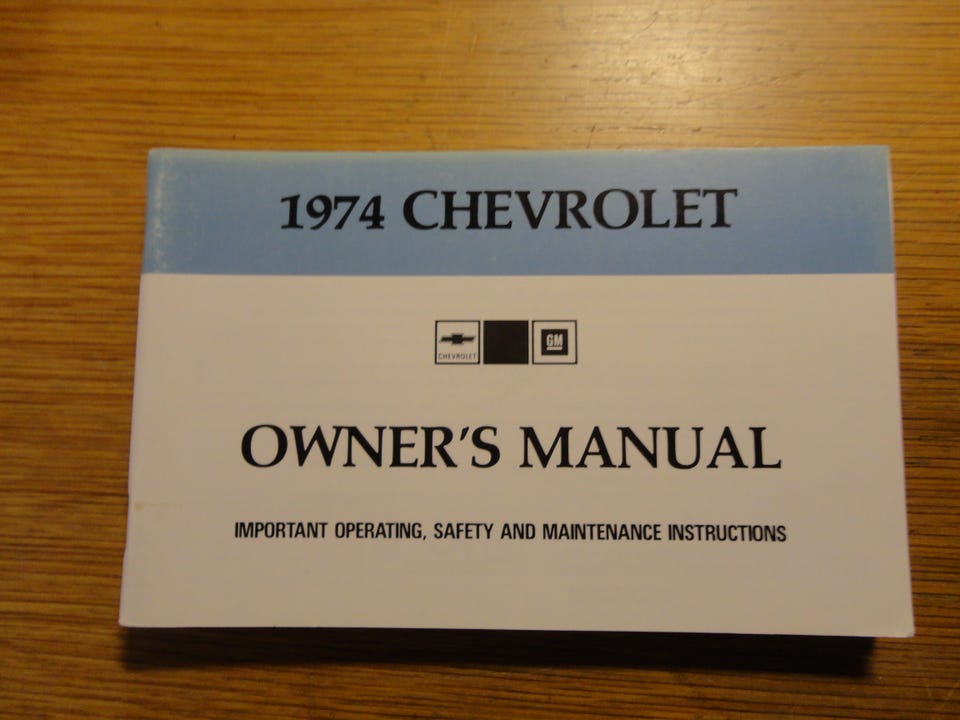 1974 CHEVROLET
CHEVROLET GM
OWNER'S MANUAL
IMPORTANT OPERATING, SAFETY AND MAINTENANCE INSTRUCTIONS